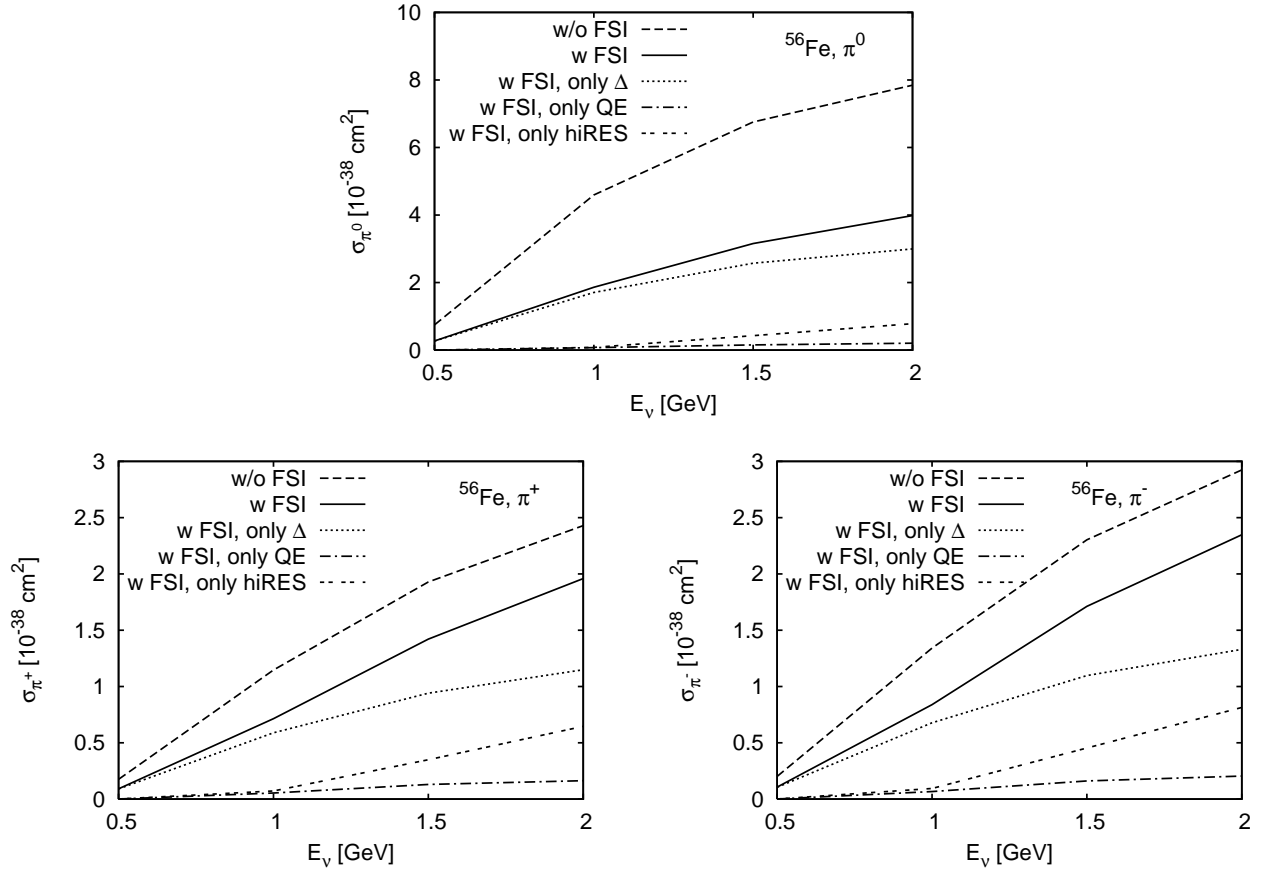 10
8
6
4
2
0
0.5 1 1.5 2
σπ⁰ [10⁻³⁸ cm²]
Eν [GeV]
⁵⁶Fe, π⁰
w/o FSI
w FSI
w FSI, only Δ
w FSI, only QE
w FSI, only hiRES
3
2.5
2
1.5
1
0.5
0
0.5 1 1.5 2
σπ⁺ [10⁻³⁸ cm²]
Eν [GeV]
⁵⁶Fe, π⁺
w/o FSI
w FSI
w FSI, only Δ
w FSI, only QE
w FSI, only hiRES
3
2.5
2
1.5
1
0.5
0
0.5 1 1.5 2
σπ⁻ [10⁻³⁸ cm²]
Eν [GeV]
⁵⁶Fe, π⁻
w/o FSI
w FSI
w FSI, only Δ
w FSI, only QE
w FSI, only hiRES